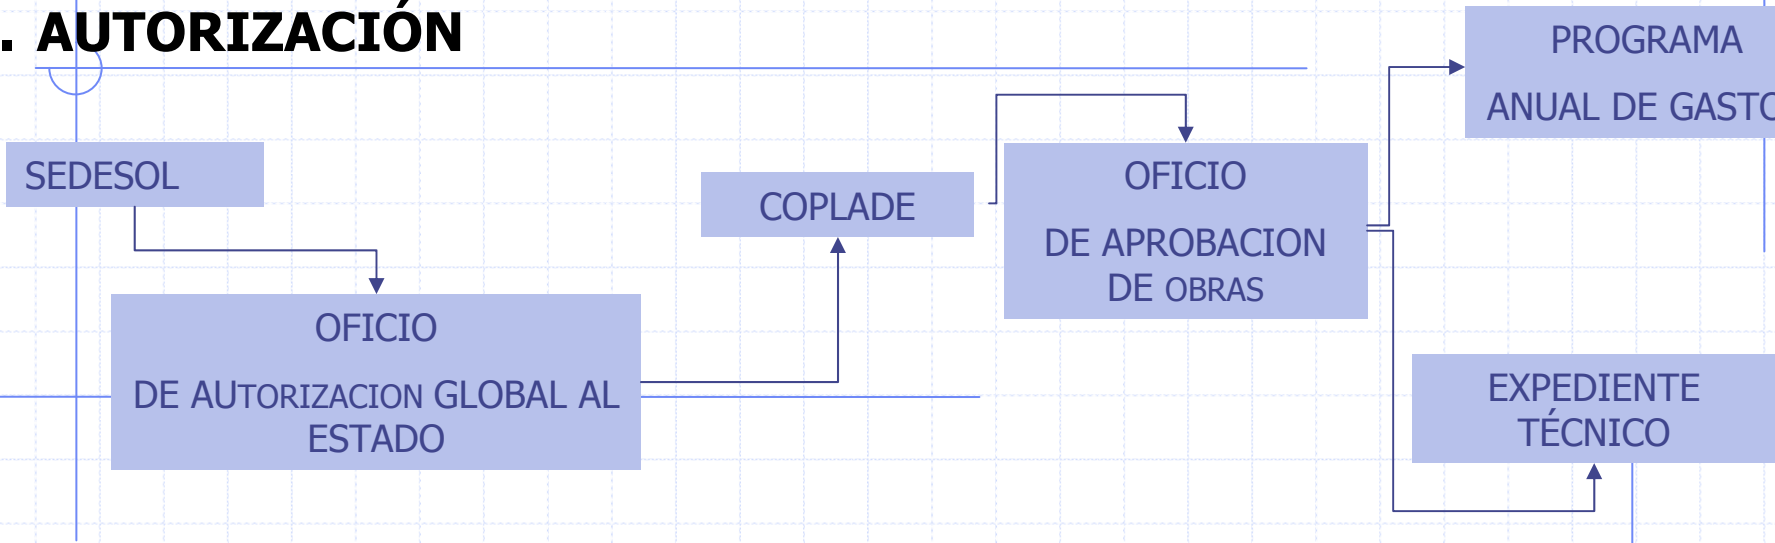 . AUTORIZACIÓN
PROGRAMA
ANUAL DE GASTO
SEDESOL
COPLADE
OFICIO
DE APROBACION
DE OBRAS
OFICIO
DE AUTORIZACION GLOBAL AL
ESTADO
EXPEDIENTE
TÉCNICO